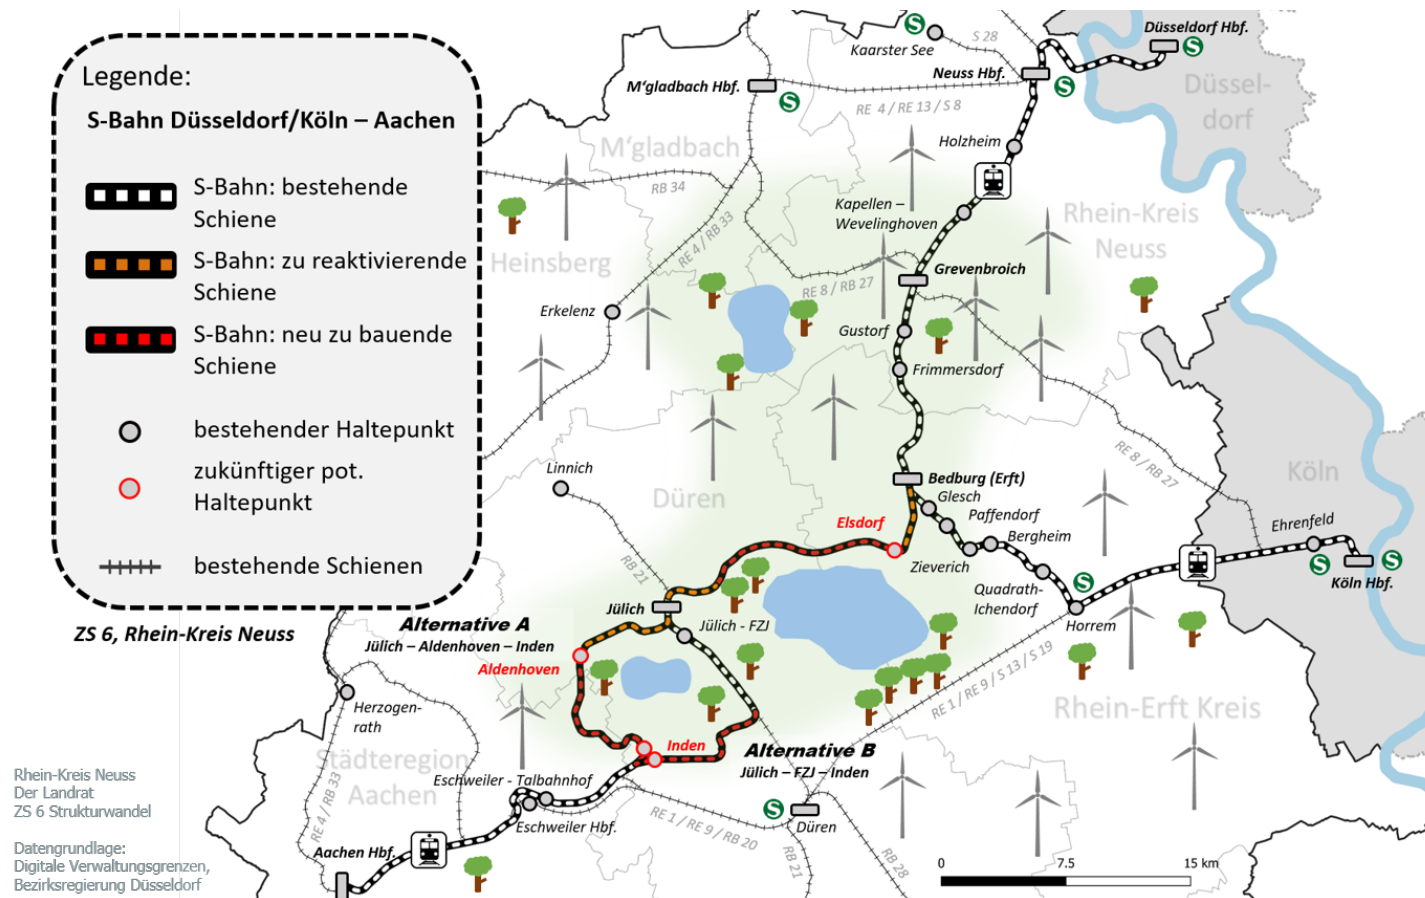 Legende:
S-Bahn Düsseldorf/Köln – Aachen
S-Bahn: bestehende
Schiene
S-Bahn: zu reaktivierende
Schiene
S-Bahn: neu zu bauende
Schiene
bestehender Haltepunkt
zukünftiger pot.
Haltepunkt
bestehende Schienen
ZS 6, Rhein-Kreis Neuss
Düsseldorf Hbf.
S
S
Kaarster See
S 28
Neuss Hbf.
S
M'gladbach Hbf.
S
RE 4 / RE 13 / S 8
Düssel-
dorf
Holzheim
M'gladbach
RB 34
Kapellen –
Wevelinghoven
Rhein-Kreis
Neuss
RE 4 / RB 33
Heinsberg
Grevenbroich
RE 8 / RB 27
Erkelenz
Gustorf
Frimmersdorf
RE 8 / RB 27
Köln
Linnich
Düren
Bedburg (Erft)
Glesch
Paffendorf
Bergheim
Elsdorf
Zieverich
Ehrenfeld
S
S
Köln Hbf.
RB 21
Quadrath-
Ichendorf
S
Horrem
Jülich
Jülich - FZJ
Alternative A
Jülich – Aldenhoven – Inden
Aldenhoven
RE 1 / RE 9 / S 13 / S 19
Rhein-Erft Kreis
Herzogen-
rath
Inden
Alternative B
Jülich – FZJ – Inden
Städteregion
Aachen
Eschweiler - Talbahnhof
Eschweiler Hbf.
RE 4 / RB 33
RE 1 / RE 9 / RB 20
S
Düren
RB 21
RB 28
Aachen Hbf.
Rhein-Kreis Neuss
Der Landrat
ZS 6 Strukturwandel
Datengrundlage:
Digitale Verwaltungsgrenzen,
Bezirksregierung Düsseldorf
0
7.5
15 km